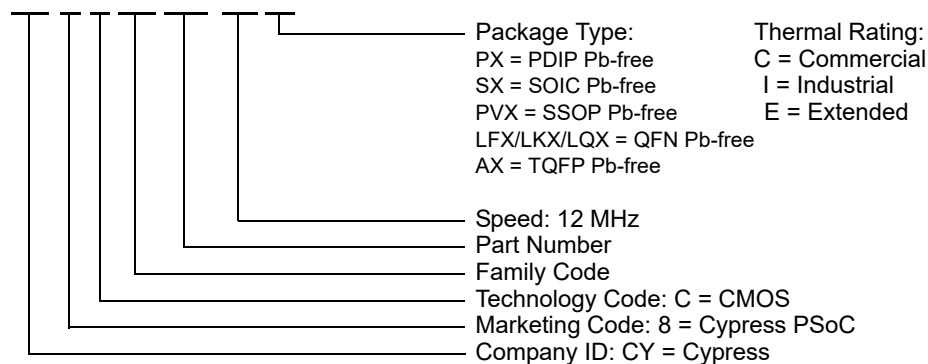 Package Type: Thermal Rating:
PX = PDIP Pb-free C = Commercial
SX = SOIC Pb-free I = Industrial
PVX = SSOP Pb-free E = Extended
LFX/LKX/LQX = QFN Pb-free
AX = TQFP Pb-free
Speed: 12 MHz
Part Number
Family Code
Technology Code: C = CMOS
Marketing Code: 8 = Cypress PSoC
Company ID: CY = Cypress